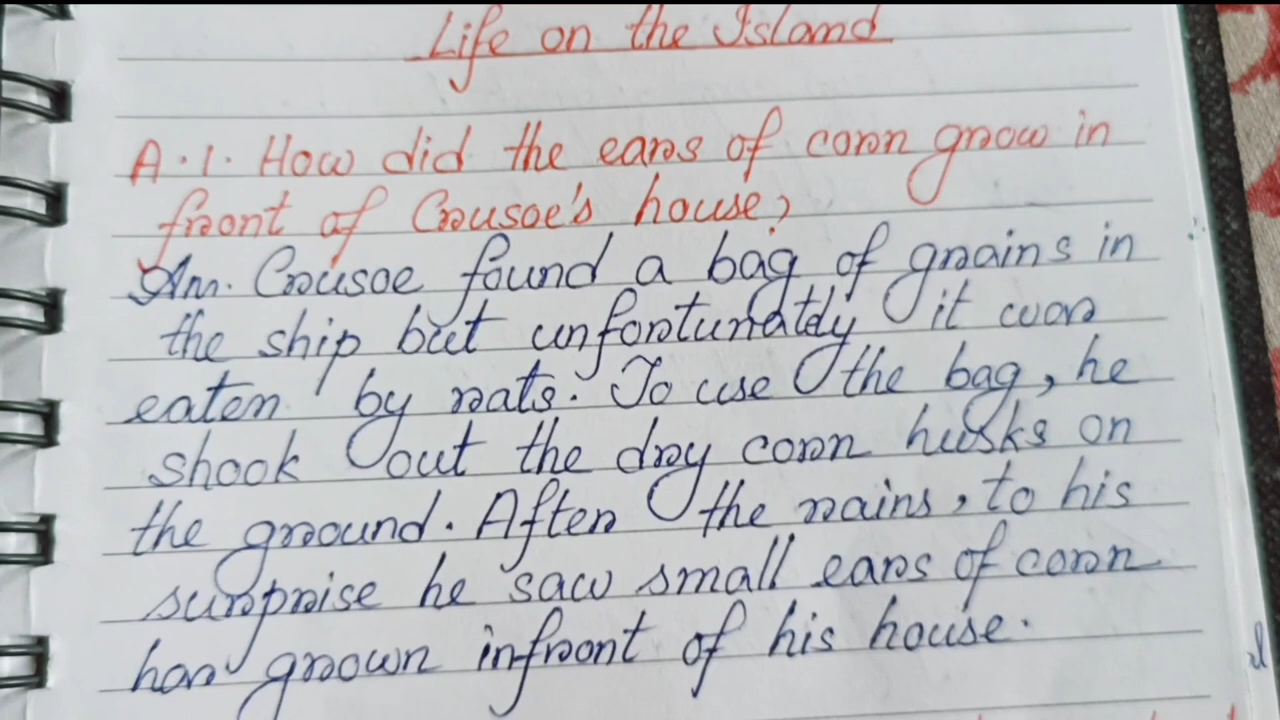 Life on the Island
A.1. How did the ears of corn grow in
front of Crusoe's house?
Ans. Crusoe found a bag of grains in
the ship but unfortunately it was
eaten by rats. To use the bag, he
shook out the dry corn husks on
the ground. After the rains, to his
surprise he saw small ears of corn
has grown infront of his house.